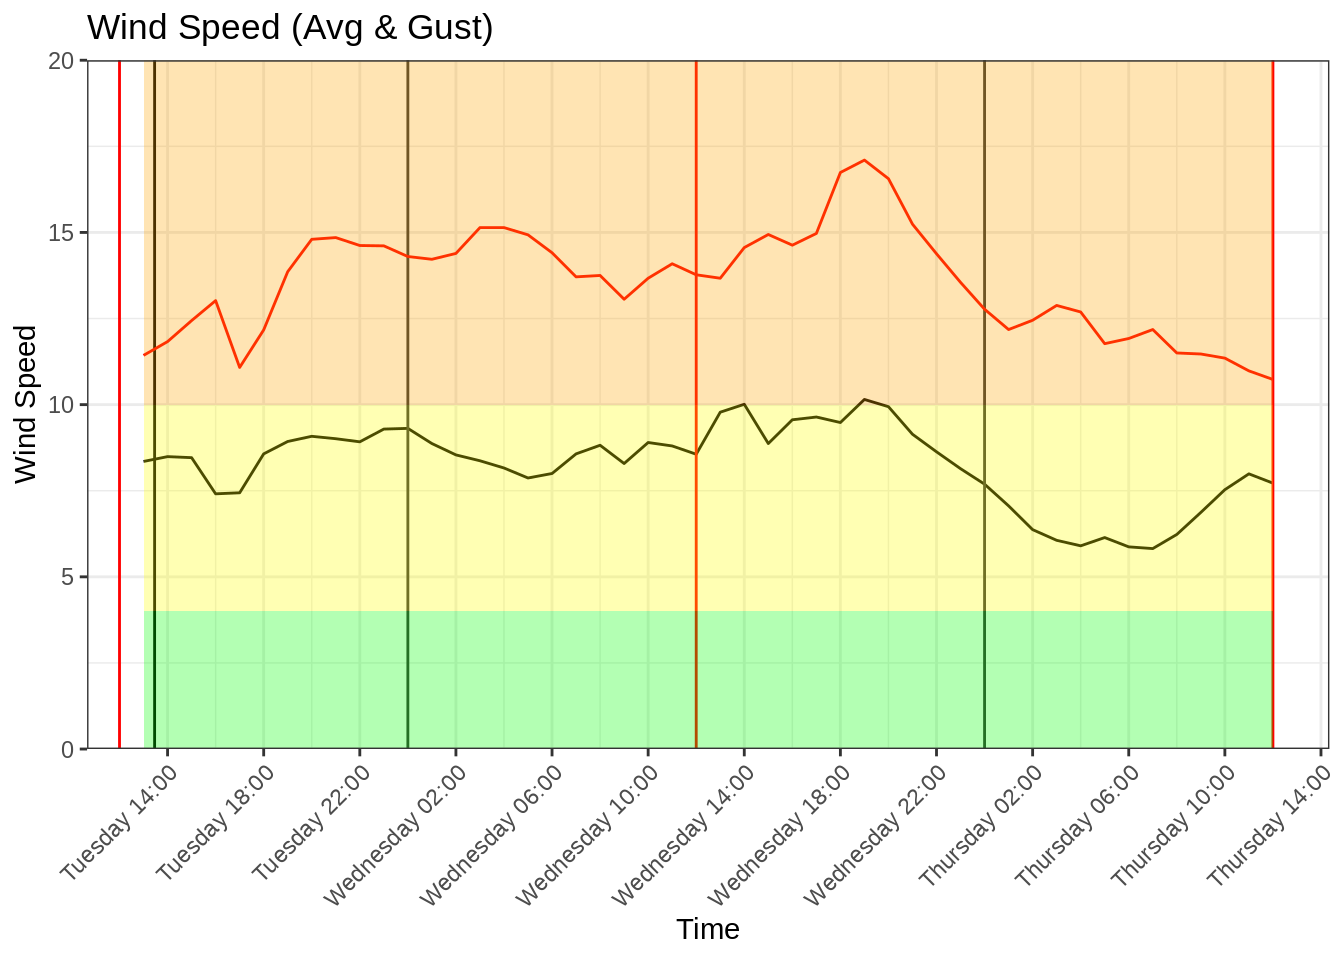 Wind Speed (Avg & Gust)
20
15
10
5
0
Wind Speed
Tuesday 14:00
Tuesday 18:00
Tuesday 22:00
Wednesday 02:00
Wednesday 06:00
Wednesday 10:00
Wednesday 14:00
Wednesday 18:00
Wednesday 22:00
Thursday 02:00
Thursday 06:00
Thursday 10:00
Thursday 14:00
Time